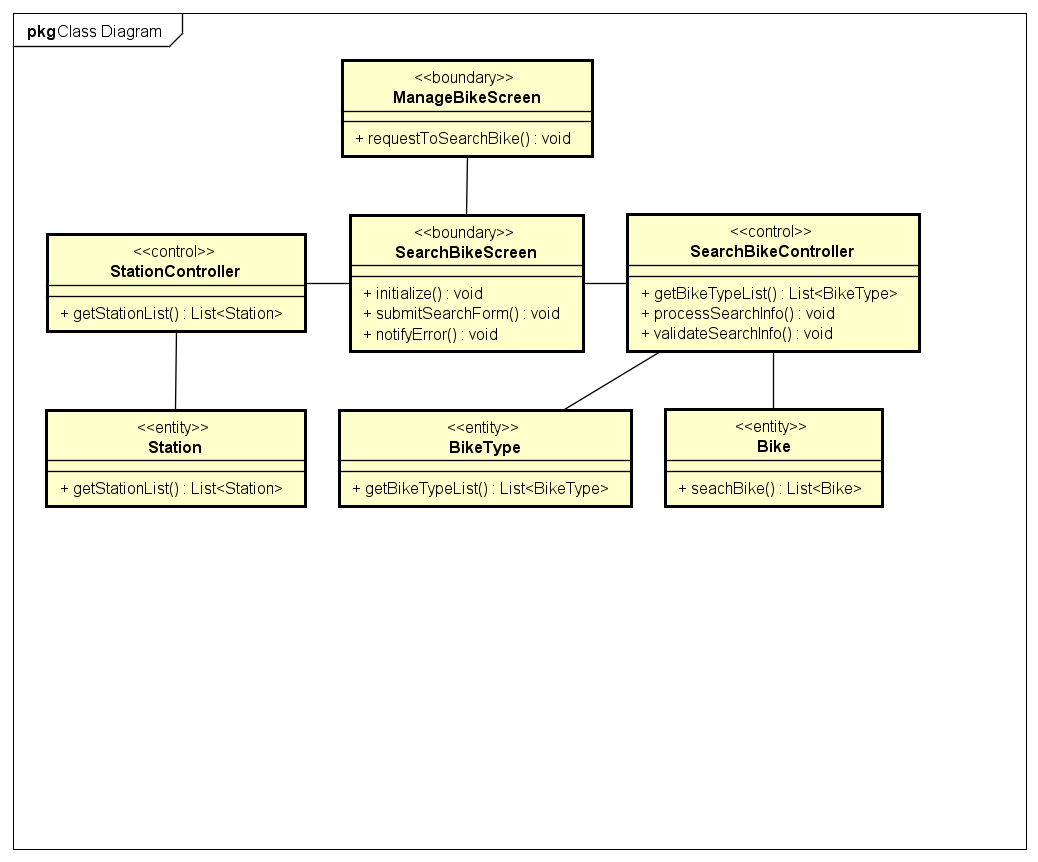 pkg Class Diagram
<<boundary>>
ManageBikeScreen
+ requestToSearchBike() : void
<<control>>
StationController
+ getStationList() : List<Station>
<<boundary>>
SearchBikeScreen
+ initialize() : void
+ submitSearchForm() : void
+ notifyError() : void
<<control>>
SearchBikeController
+ getBikeTypeList() : List<BikeType>
+ processSearchInfo() : void
+ validateSearchInfo() : void
<<entity>>
Station
+ getStationList() : List<Station>
<<entity>>
BikeType
+ getBikeTypeList() : List<BikeType>
<<entity>>
Bike
+ seachBike() : List<Bike>